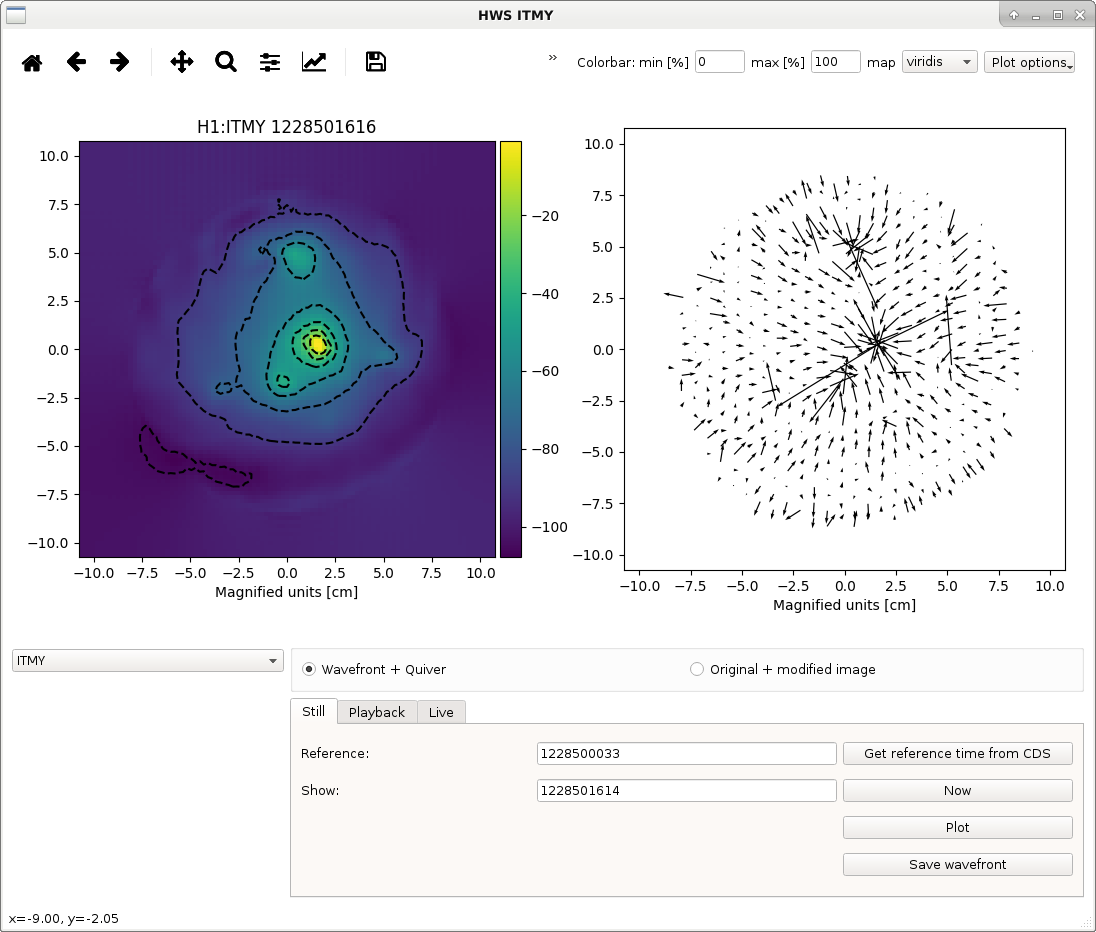 HWS ITMY
» Colorbar: min [%] 0 max [%] 100 map viridis Plot options
H1:ITMY 1228501616
10.0
7.5
5.0
2.5
0.0
−2.5
−5.0
−7.5
−10.0
−10.0 −7.5 −5.0 −2.5 0.0 2.5 5.0 7.5 10.0
Magnified units [cm]
−20
−40
−60
−80
−100
10.0
7.5
5.0
2.5
0.0
−2.5
−5.0
−7.5
−10.0
−10.0 −7.5 −5.0 −2.5 0.0 2.5 5.0 7.5 10.0
Magnified units [cm]
ITMY
Wavefront + Quiver Original + modified image
Still Playback Live
Reference: 1228500033 Get reference time from CDS
Show: 1228501614 Now
Plot
Save wavefront
x=-9.00, y=-2.05